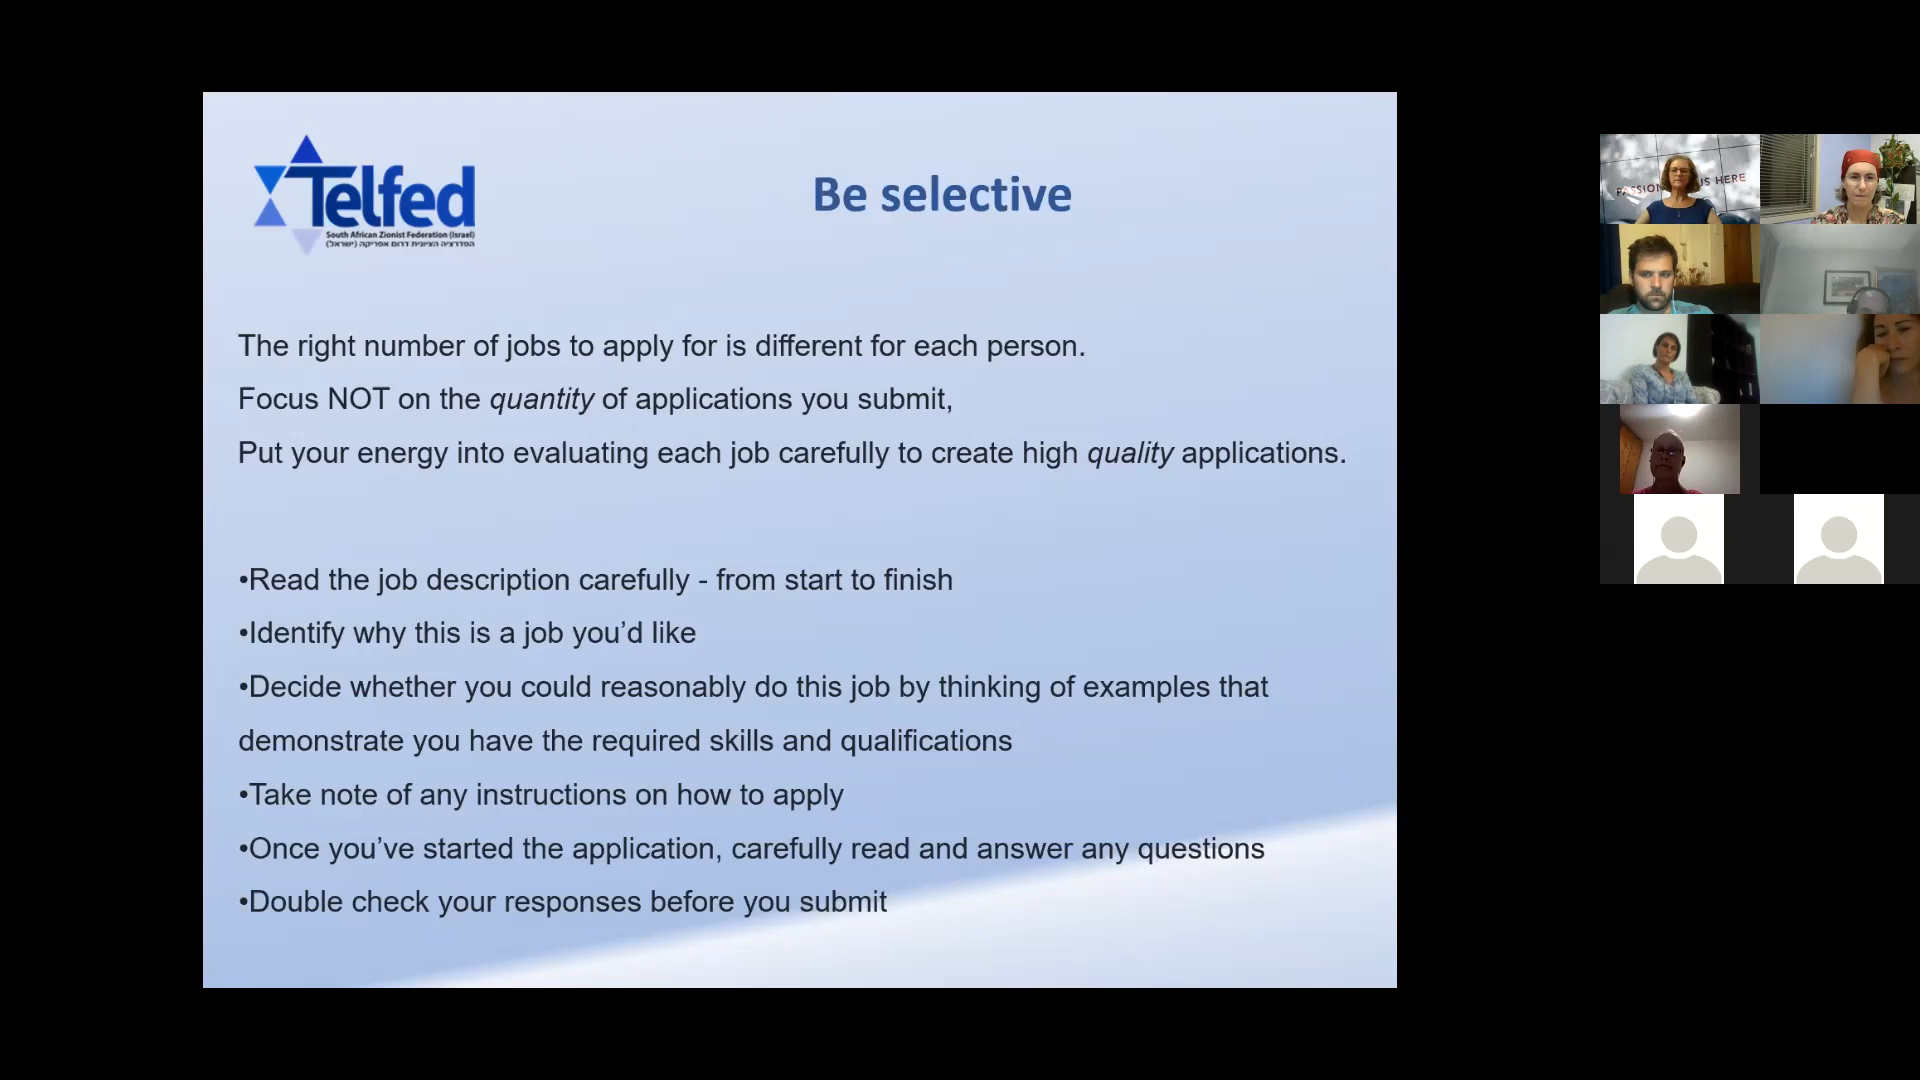 Telfed
South African Zionist Federation (Israel)
הפדרציה הציונית דרום אפריקה (ישראל)
Be selective
The right number of jobs to apply for is different for each person.
Focus NOT on the quantity of applications you submit,
Put your energy into evaluating each job carefully to create high quality applications.
•Read the job description carefully - from start to finish
•Identify why this is a job you’d like
•Decide whether you could reasonably do this job by thinking of examples that
demonstrate you have the required skills and qualifications
•Take note of any instructions on how to apply
•Once you’ve started the application, carefully read and answer any questions
•Double check your responses before you submit
HERE